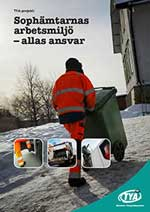 TYA-projekt:
Sophämtarnas
arbetsmiljö
– allas ansvar
TYA